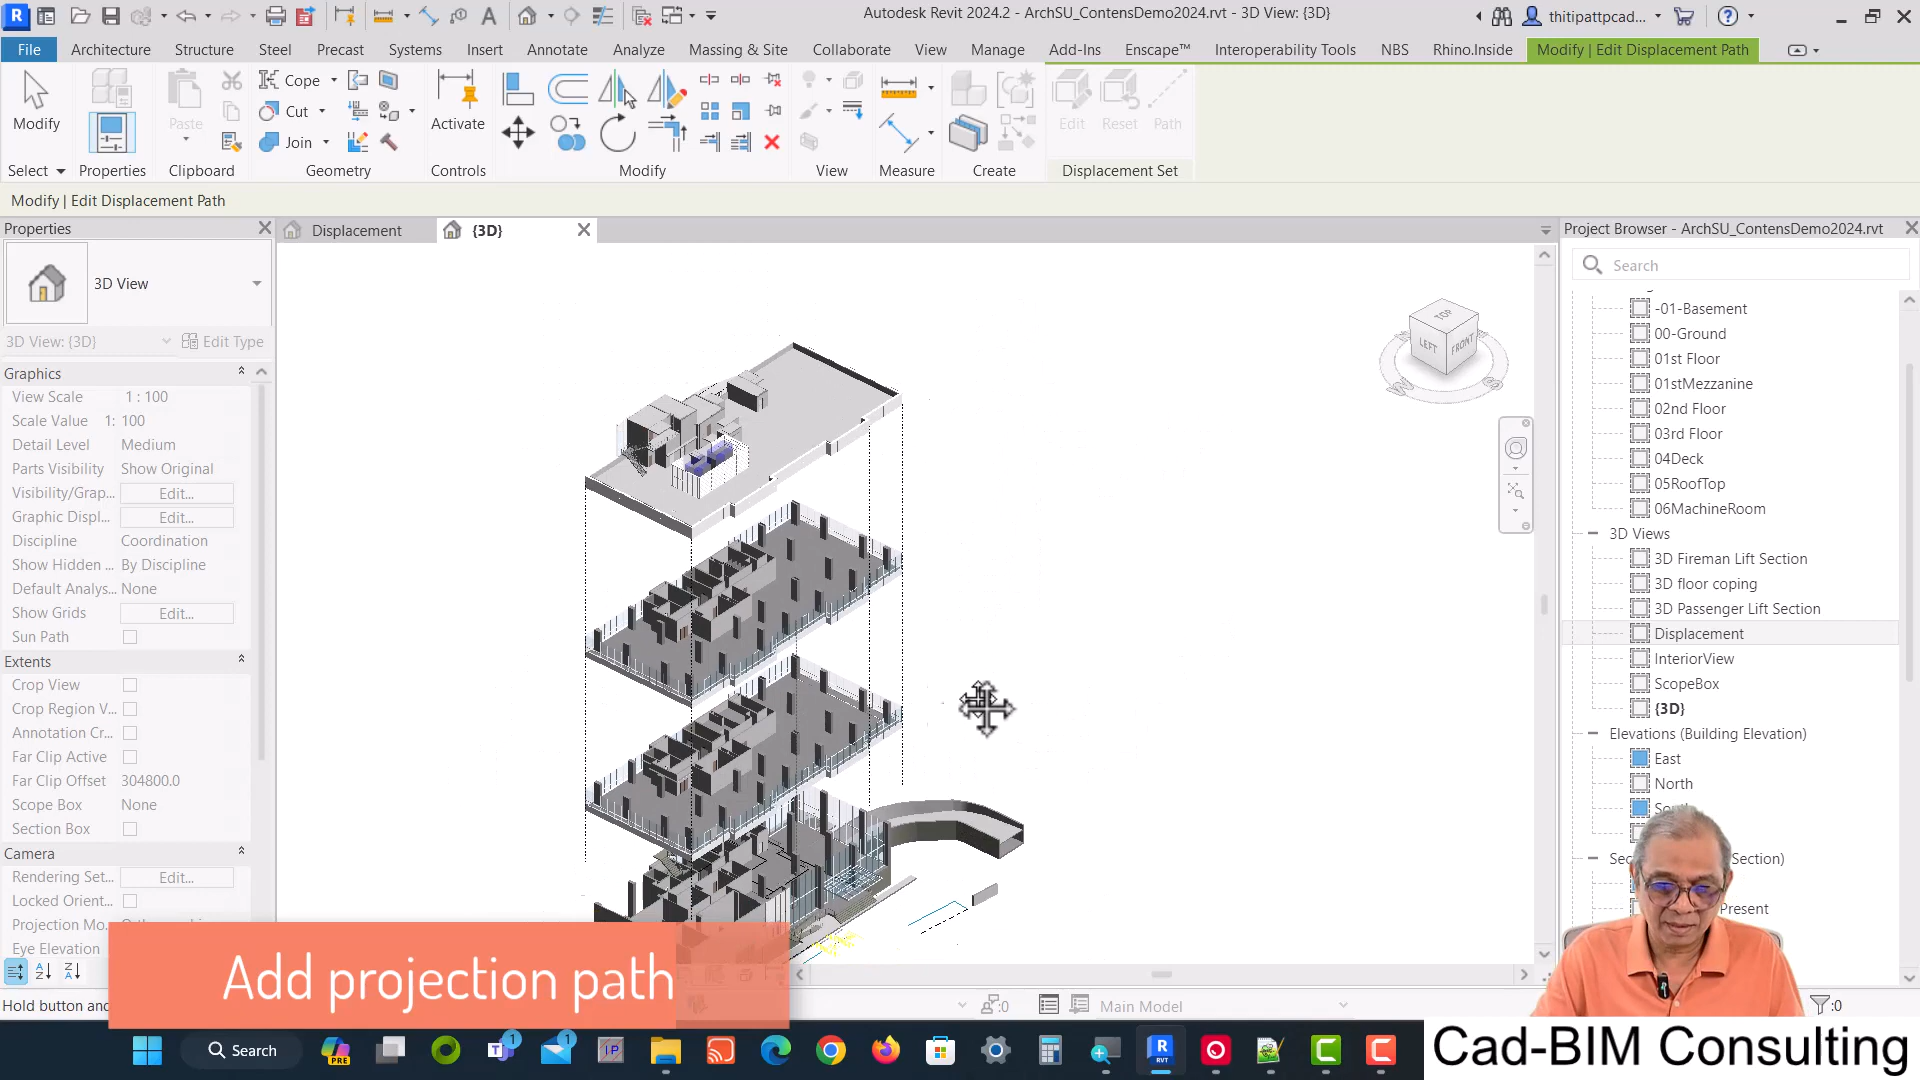 Autodesk Revit 2024.2 - ArchSU_ContensDemo2024.rvt - 3D View: {3D}
thitipattpcad...
File Architecture Structure Steel Precast Systems Insert Annotate Analyze Massing & Site Collaborate View Manage Add-Ins Enscape™ Interoperability Tools NBS Rhino.Inside Modify | Edit Displacement Path
Modify Paste Cope Cut Join Activate Edit Reset Path
Select Properties Clipboard Geometry Controls Modify View Measure Create Displacement Set
Modify | Edit Displacement Path
Properties
Displacement
{3D}
Project Browser - ArchSU_ContensDemo2024.rvt
3D View
Search
3D View: {3D} Edit Type
Graphics
View Scale 1 : 100
Scale Value 1: 100
Detail Level Medium
Parts Visibility Show Original
Visibility/Grap... Edit...
Graphic Displ... Edit...
Discipline Coordination
Show Hidden ... By Discipline
Default Analys... None
Show Grids Edit...
Sun Path
Extents
Crop View
Crop Region V...
Annotation Cr...
Far Clip Active
Far Clip Offset 304800.0
Scope Box None
Section Box
Camera
Rendering Set... Edit...
Locked Orient...
Projection Mo...
Eye Elevation
TOP
LEFT FRONT
W S
-01-Basement
00-Ground
01st Floor
01stMezzanine
02nd Floor
03rd Floor
04Deck
05RoofTop
06MachineRoom
3D Views
3D Fireman Lift Section
3D floor coping
3D Passenger Lift Section
Displacement
InteriorView
ScopeBox
{3D}
Elevations (Building Elevation)
East
North
Section)
Present
Add projection path
Hold button and
:0
Main Model
:0
Search
PRE
1
1
IP
R
RVT
Cad-BIM Consulting